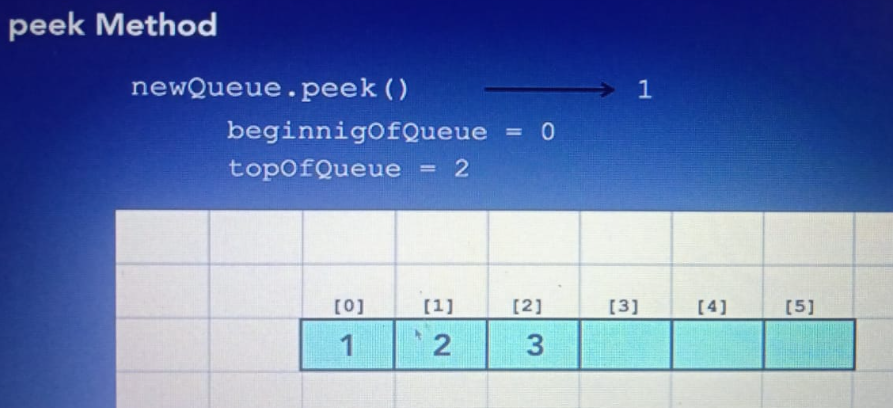 peek Method
newQueue.peek() 1
beginnigOfQueue = 0
topOfQueue = 2
[0] [1] [2] [3] [4] [5]
1 2 3